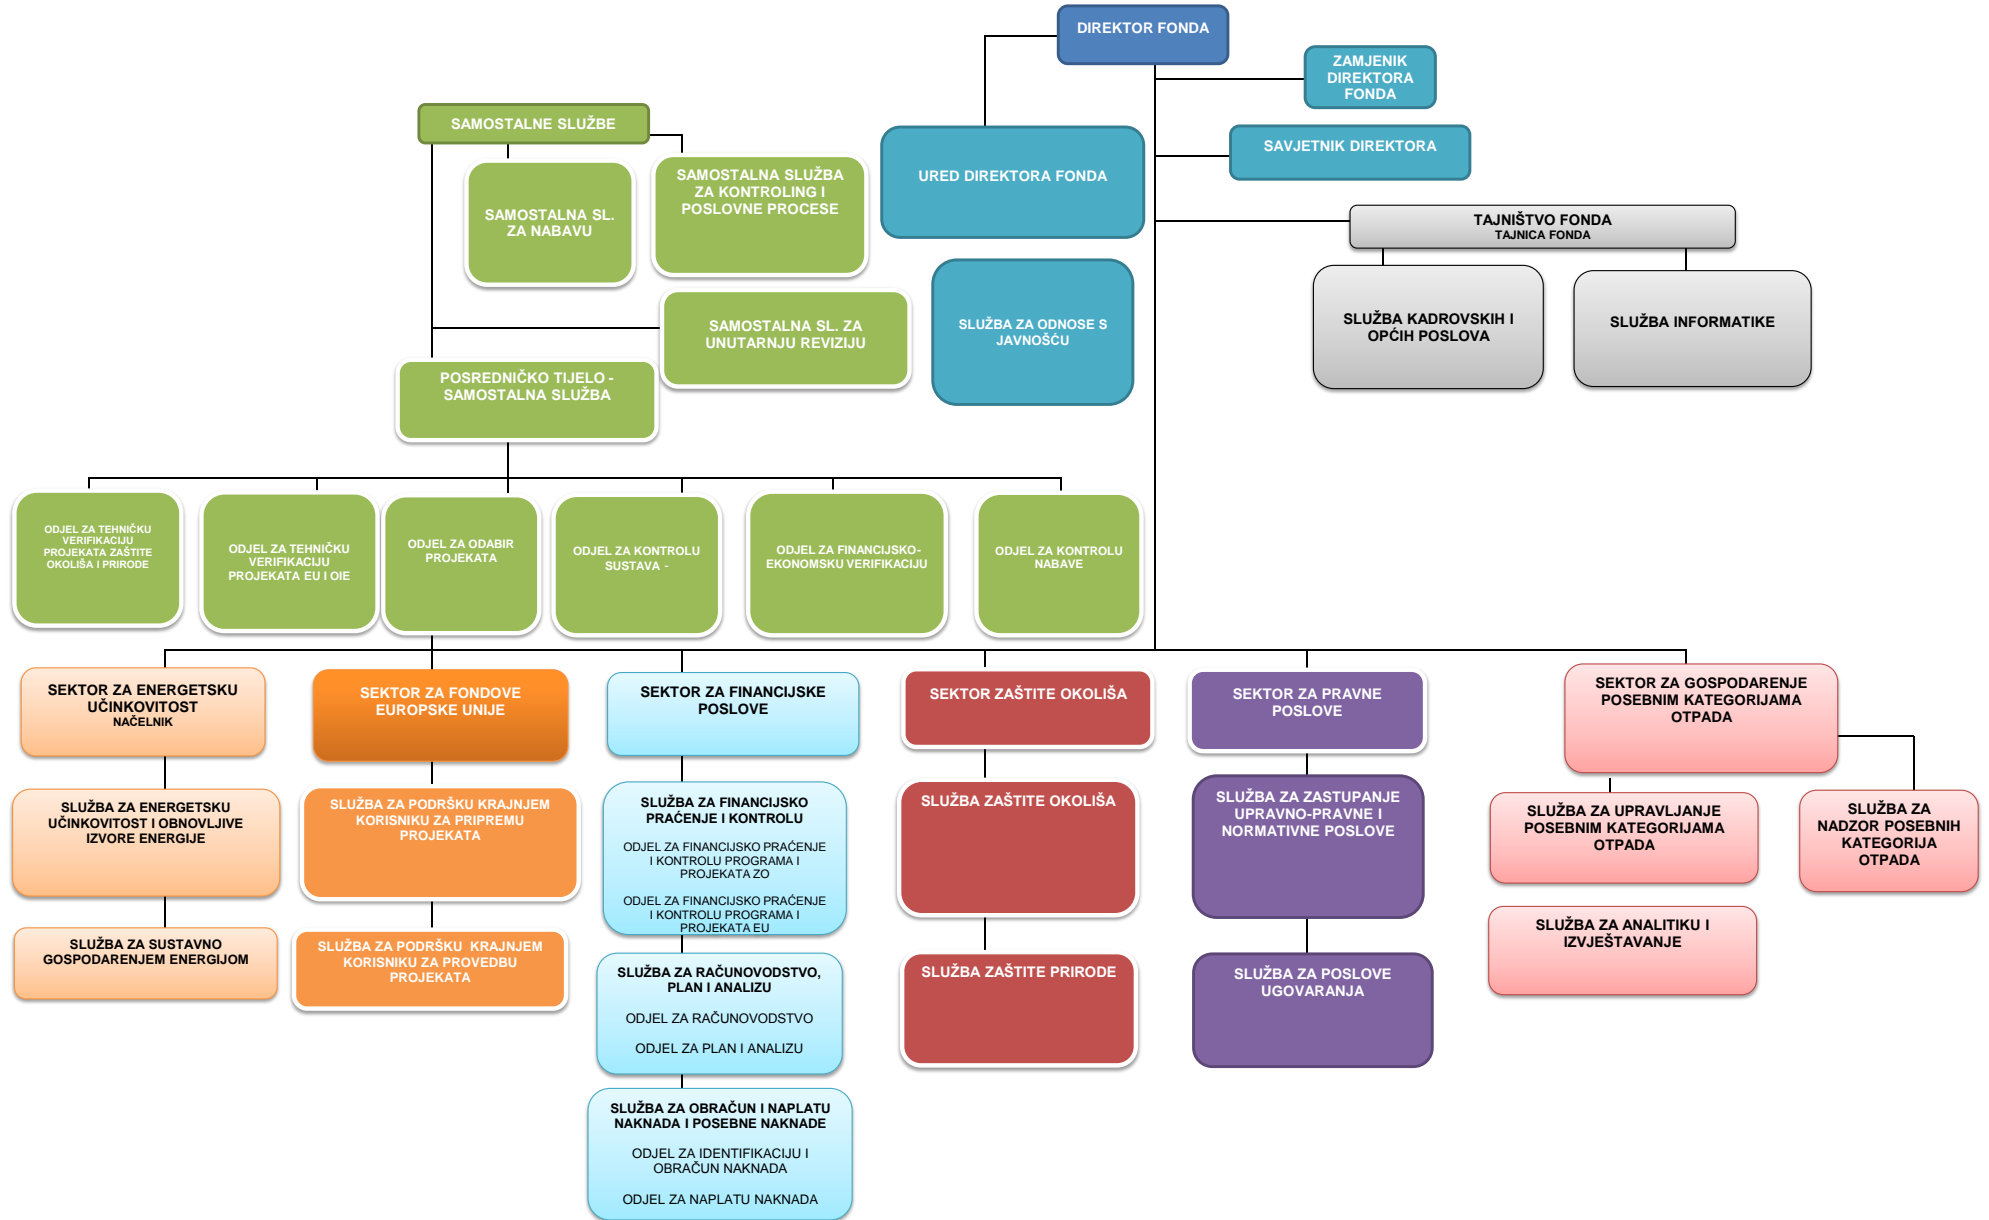 DIREKTOR FONDA
ZAMJENIK
DIREKTORA
FONDA
SAMOSTALNE SLUŽBE
SAVJETNIK DIREKTORA
URED DIREKTORA FONDA
SAMOSTALNA SLUŽBA
ZA KONTROLING I
POSLOVNE PROCESE
SAMOSTALNA SL.
ZA NABAVU
TAJNIŠTVO FONDA
TAJNICA FONDA
SLUŽBA KADROVSKIH I
OPĆIH POSLOVA
SLUŽBA INFORMATIKE
SAMOSTALNA SL. ZA
UNUTARNJU REVIZIJU
SLUŽBA ZA ODNOSE S
JAVNOŠĆU
POSREDNIČKO TIJELO -
SAMOSTALNA SLUŽBA
ODJEL ZA TEHNIČKU
VERIFIKACIJU
PROJEKATA ZAŠTITE
OKOLIŠA I PRIRODE
ODJEL ZA TEHNIČKU
VERIFIKACIJU
PROJEKATA EU I OIE
ODJEL ZA ODABIR
PROJEKATA
ODJEL ZA KONTROLU
SUSTAVA -
ODJEL ZA FINANCIJSKO-
EKONOMSKU VERIFIKACIJU
ODJEL ZA KONTROLU
NABAVE
SEKTOR ZA ENERGETSKU
UČINKOVITOST
NAČELNIK
SEKTOR ZA FONDOVE
EUROPSKE UNIJE
SEKTOR ZA FINANCIJSKE
POSLOVE
SEKTOR ZAŠTITE OKOLIŠA
SEKTOR ZA PRAVNE
POSLOVE
SEKTOR ZA GOSPODARENJE
POSEBNIM KATEGORIJAMA
OTPADA
SLUŽBA ZA ENERGETSKU
UČINKOVITOST I OBNOVLJIVE
IZVORE ENERGIJE
SLUŽBA ZA PODRŠKU KRAJNJEM
KORISNIKU ZA PRIPREMU
PROJEKATA
SLUŽBA ZA FINANCIJSKO
PRAĆENJE I KONTROLU
ODJEL ZA FINANCIJSKO PRAĆENJE
I KONTROLU PROGRAMA I
PROJEKATA ZO
ODJEL ZA FINANCIJSKO PRAĆENJE
I KONTROLU PROGRAMA I
PROJEKATA EU
SLUŽBA ZAŠTITE OKOLIŠA
SLUŽBA ZA ZASTUPANJE
UPRAVNO-PRAVNE I
NORMATIVNE POSLOVE
SLUŽBA ZA UPRAVLJANJE
POSEBNIM KATEGORIJAMA
OTPADA
SLUŽBA ZA
NADZOR POSEBNIH
KATEGORIJA
OTPADA
SLUŽBA ZA SUSTAVNO
GOSPODARENJEM ENERGIJOM
SLUŽBA ZA PODRŠKU KRAJNJEM
KORISNIKU ZA PROVEDBU
PROJEKATA
SLUŽBA ZA RAČUNOVODSTVO,
PLAN I ANALIZU
ODJEL ZA RAČUNOVODSTVO
ODJEL ZA PLAN I ANALIZU
SLUŽBA ZAŠTITE PRIRODE
SLUŽBA ZA POSLOVE
UGOVARANJA
SLUŽBA ZA ANALITIKU I
IZVJEŠTAVANJE
SLUŽBA ZA OBRAČUN I NAPLATU
NAKNADA I POSEBNE NAKNADE
ODJEL ZA IDENTIFIKACIJU I
OBRAČUN NAKNADA
ODJEL ZA NAPLATU NAKNADA